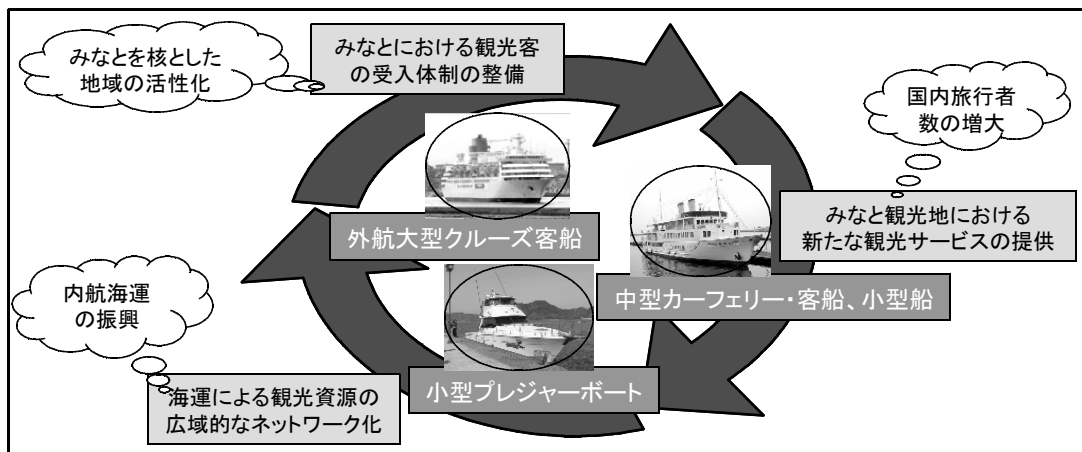 みなとを核とした
地域の活性化
みなとにおける観光客
の受入体制の整備
国内旅行者
数の増大
外航大型クルーズ客船
みなと観光地における
新たな観光サービスの提供
内航海運
の振興
中型カーフェリー・客船、小型船
海運による観光資源の
広域的なネットワーク化
小型プレジャーボート